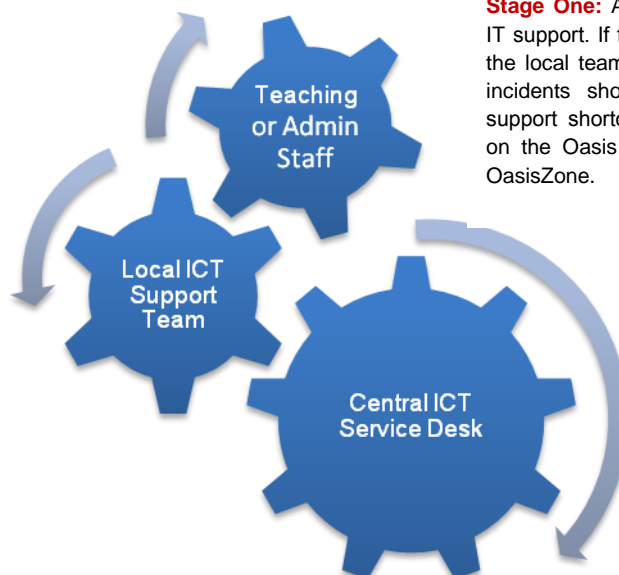 Stage One: A
IT support. If f
the local team
incidents sho
support shortc
on the Oasis
OasisZone.
Teaching
or Admin
Staff
Local ICT
Support
Team
Central ICT
Service Desk